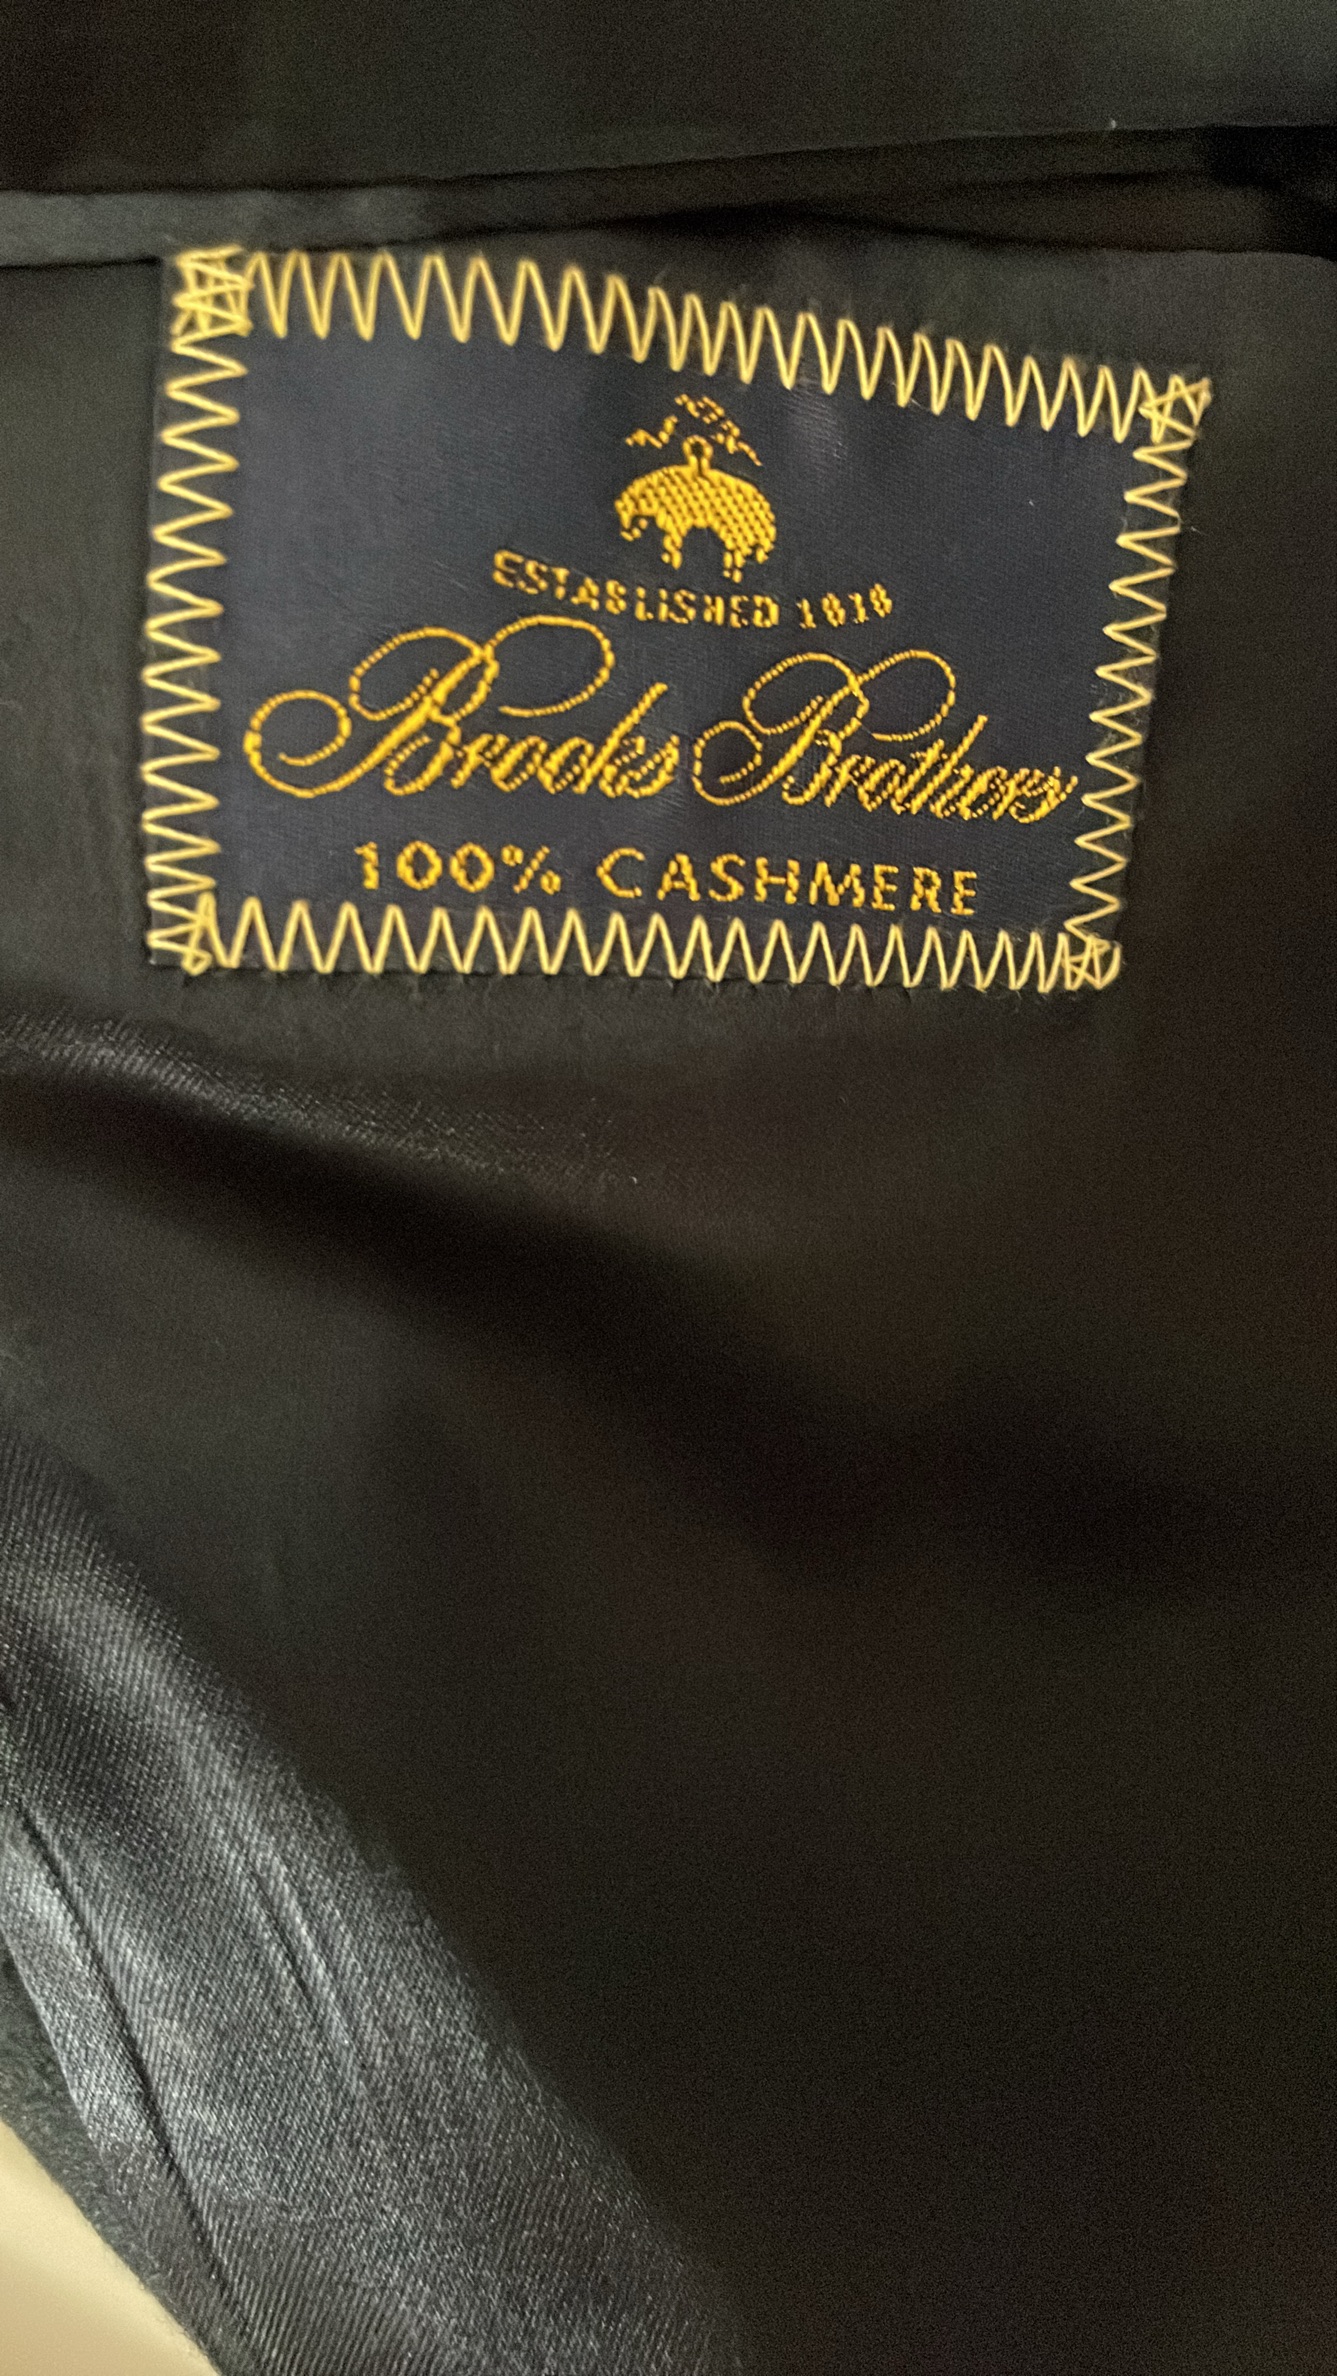 ESTABLISHED 1818
Brooks Brothers
100% CASHMERE